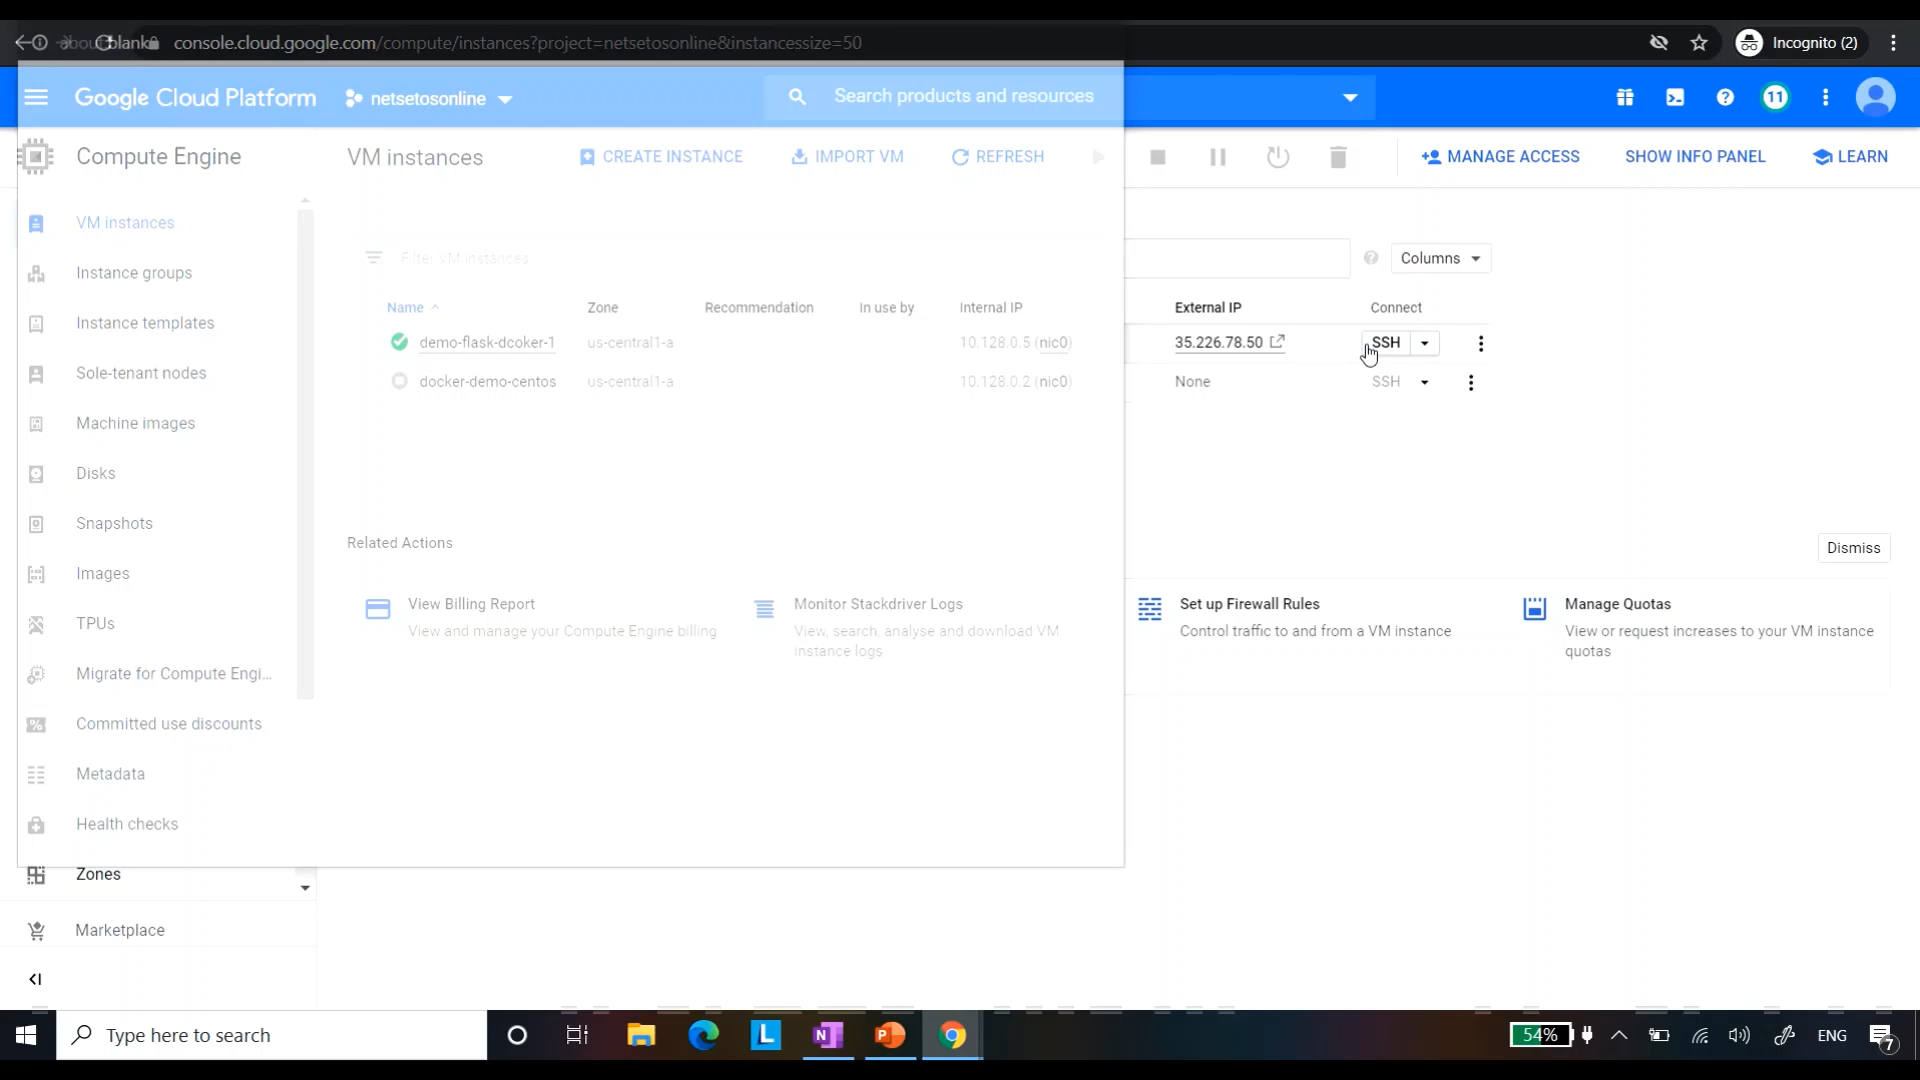 about:blank
console.cloud.google.com/compute/instances?project=netsetosonline&instancessize=50
Incognito (2)
Google Cloud Platform
netsetosonline
Search products and resources
11
Compute Engine
VM instances
CREATE INSTANCE
IMPORT VM
REFRESH
MANAGE ACCESS
SHOW INFO PANEL
LEARN
VM instances
Instance groups
Instance templates
Sole-tenant nodes
Machine images
Disks
Snapshots
Images
TPUs
Migrate for Compute Engi...
Committed use discounts
Metadata
Health checks
Zones
Marketplace
Filter VM instances
Columns
Name Zone Recommendation In use by Internal IP External IP Connect
demo-flask-dcoker-1 us-central1-a 10.128.0.5 (nic0) 35.226.78.50 SSH
docker-demo-centos us-central1-a 10.128.0.2 (nic0) None SSH
Related Actions
Dismiss
View Billing Report
View and manage your Compute Engine billing
Monitor Stackdriver Logs
View, search, analyse and download VM
instance logs
Set up Firewall Rules
Control traffic to and from a VM instance
Manage Quotas
View or request increases to your VM instance
quotas
Type here to search
54%
ENG
7